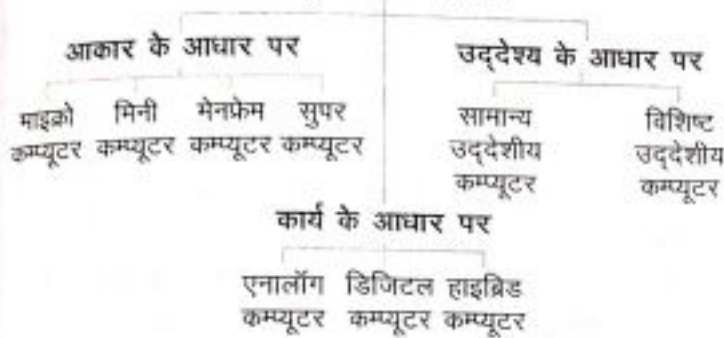 आकार के आधार पर
उद्देश्य के आधार पर
माइक्रो मिनी मेनफ्रेम सुपर
कम्प्यूटर कम्प्यूटर कम्प्यूटर कम्प्यूटर
सामान्य विशिष्ट
उद्देशीय उद्देशीय
कम्प्यूटर कम्प्यूटर
कार्य के आधार पर
एनालॉग डिजिटल हाइब्रिड
कम्प्यूटर कम्प्यूटर कम्प्यूटर